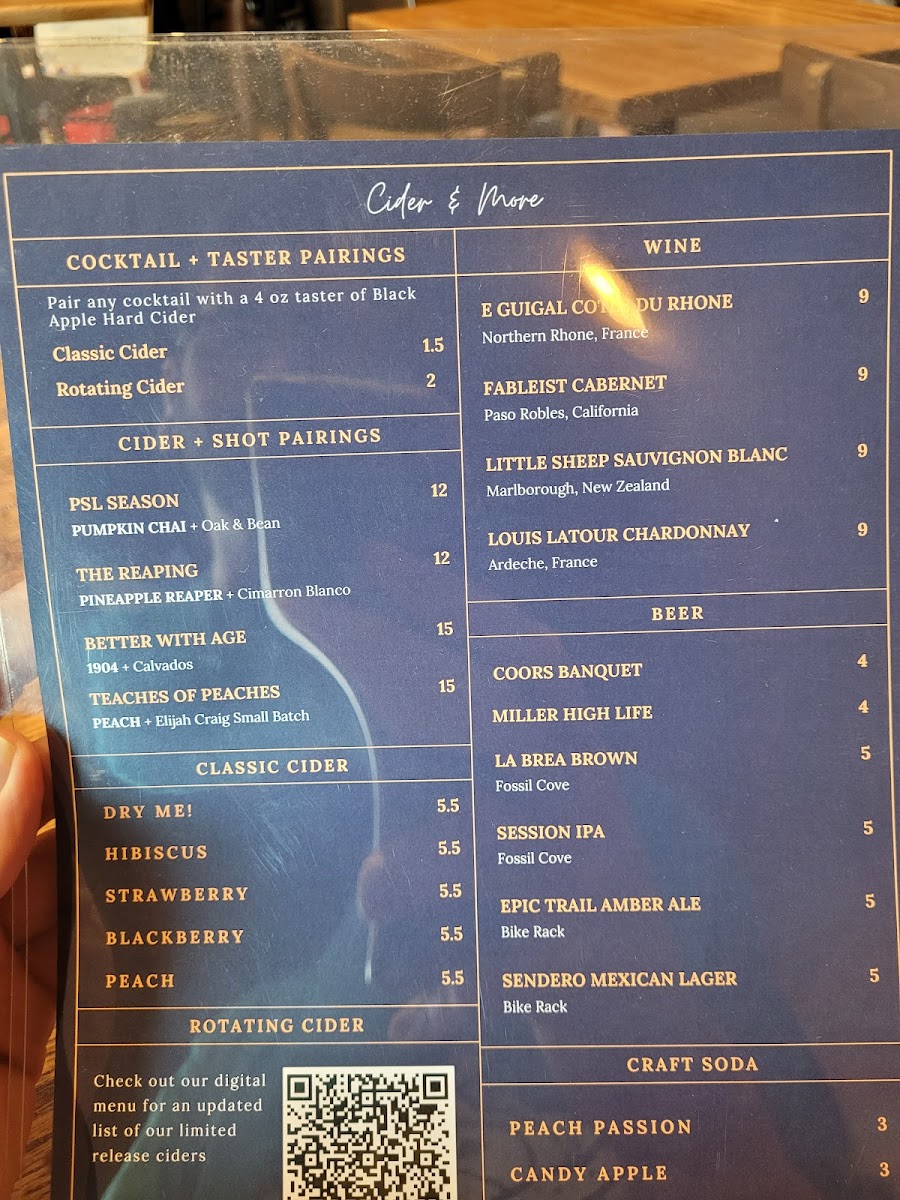 Cider & More
COCKTAIL + TASTER PAIRINGS
Pair any cocktail with a 4 oz taster of Black
Apple Hard Cider
Classic Cider 1.5
Rotating Cider 2
CIDER + SHOT PAIRINGS
PSL SEASON 12
PUMPKIN CHAI + Oak & Bean
THE REAPING 12
PINEAPPLE REAPER + Cimarron Blanco
BETTER WITH AGE 15
1904 + Calvados
TEACHES OF PEACHES 15
PEACH + Elijah Craig Small Batch
CLASSIC CIDER
DRY ME! 5.5
HIBISCUS 5.5
STRAWBERRY 5.5
BLACKBERRY 5.5
PEACH 5.5
ROTATING CIDER
Check out our digital
menu for an updated
list of our limited
release ciders
WINE
E GUIGAL COTES DU RHONE 9
Northern Rhone, France
FABLEIST CABERNET 9
Paso Robles, California
LITTLE SHEEP SAUVIGNON BLANC 9
Marlborough, New Zealand
LOUIS LATOUR CHARDONNAY 9
Ardeche, France
BEER
COORS BANQUET 4
MILLER HIGH LIFE 4
LA BREA BROWN 5
Fossil Cove
SESSION IPA 5
Fossil Cove
EPIC TRAIL AMBER ALE 5
Bike Rack
SENDERO MEXICAN LAGER 5
Bike Rack
CRAFT SODA
PEACH PASSION 3
CANDY APPLE 3